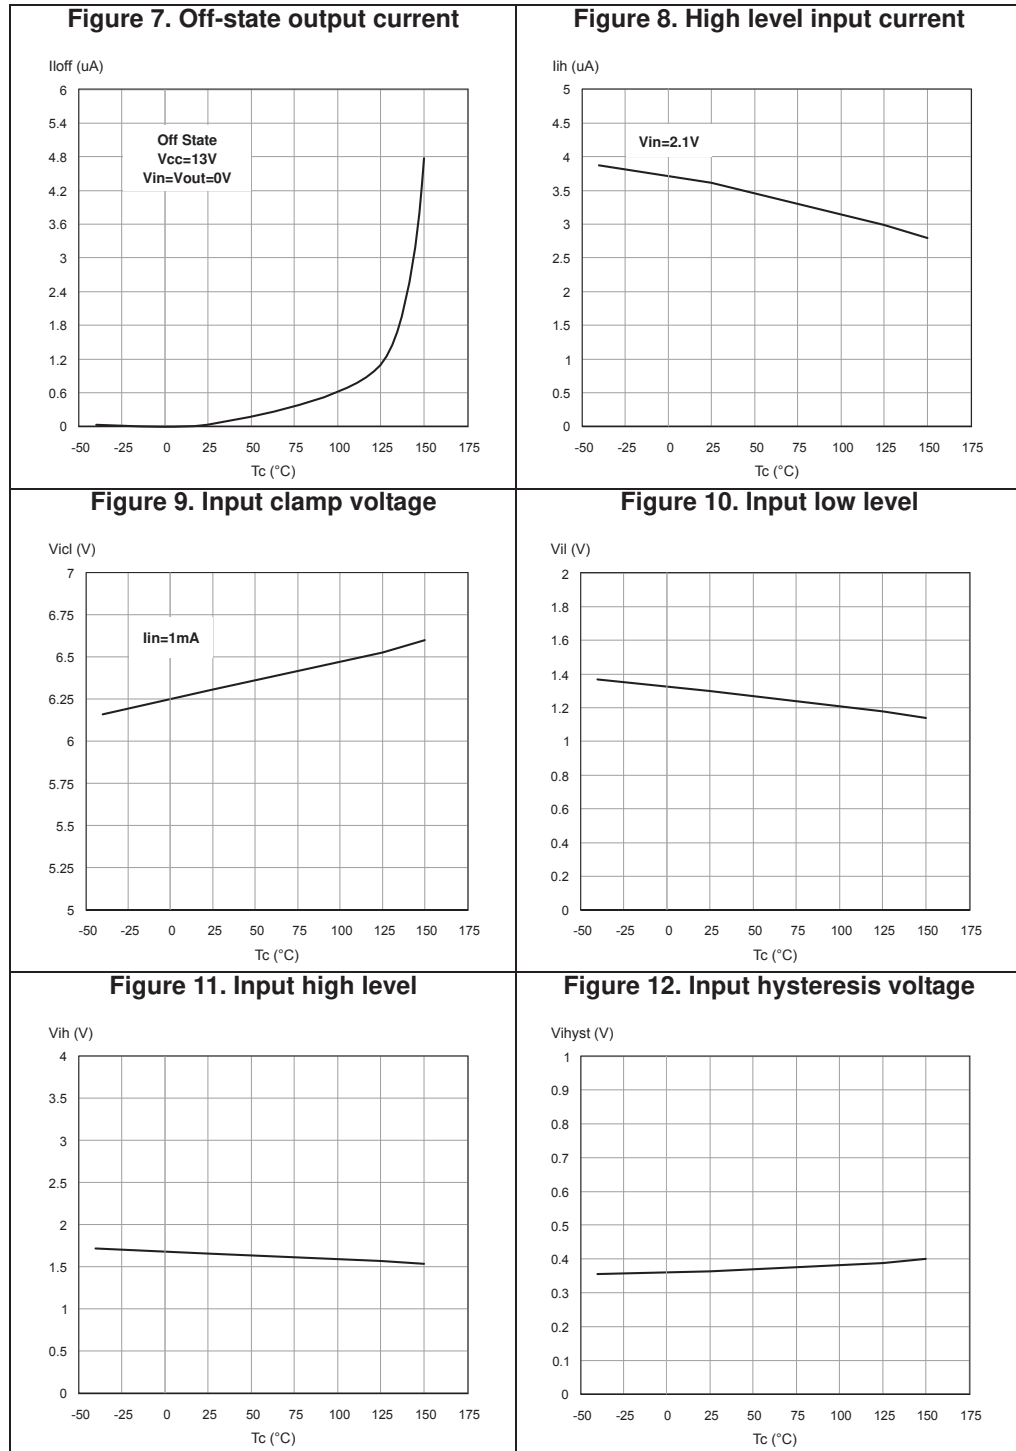 Figure 7. Off-state output current
Iloff (uA)
6
5.4
4.8
4.2
3.6
3
2.4
1.8
1.2
0.6
0
Off State
Vcc=13V
Vin=Vout=0V
-50 -25 0 25 50 75 100 125 150 175
Tc (°C)
Figure 8. High level input current
Iih (uA)
5
4.5
4
3.5
3
2.5
2
1.5
1
0.5
0
Vin=2.1V
-50 -25 0 25 50 75 100 125 150 175
Tc (°C)
Figure 9. Input clamp voltage
Vicl (V)
7
6.75
6.5
6.25
6
5.75
5.5
5.25
5
Iin=1mA
-50 -25 0 25 50 75 100 125 150 175
Tc (°C)
Figure 10. Input low level
Vil (V)
2
1.8
1.6
1.4
1.2
1
0.8
0.6
0.4
0.2
0
-50 -25 0 25 50 75 100 125 150 175
Tc (°C)
Figure 11. Input high level
Vih (V)
4
3.5
3
2.5
2
1.5
1
0.5
0
-50 -25 0 25 50 75 100 125 150 175
Tc (°C)
Figure 12. Input hysteresis voltage
Vihyst (V)
1
0.9
0.8
0.7
0.6
0.5
0.4
0.3
0.2
0.1
0
-50 -25 0 25 50 75 100 125 150 175
Tc (°C)